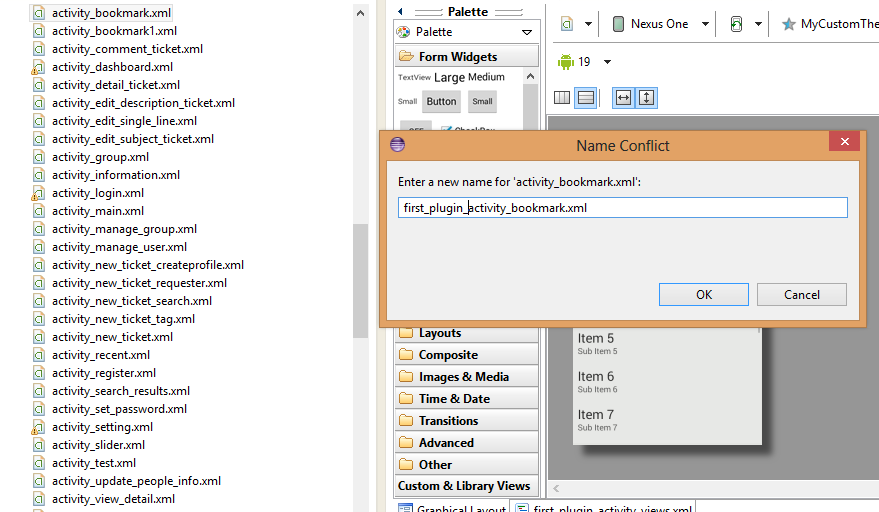 activity_bookmark.xml
activity_bookmark1.xml
activity_comment_ticket.xml
activity_dashboard.xml
activity_detail_ticket.xml
activity_edit_description_ticket.xml
activity_edit_single_line.xml
activity_edit_subject_ticket.xml
activity_group.xml
activity_information.xml
activity_login.xml
activity_main.xml
activity_manage_group.xml
activity_manage_user.xml
activity_new_ticket_createprofile.xml
activity_new_ticket_requester.xml
activity_new_ticket_search.xml
activity_new_ticket_tag.xml
activity_new_ticket.xml
activity_recent.xml
activity_register.xml
activity_search_results.xml
activity_set_password.xml
activity_setting.xml
activity_slider.xml
activity_test.xml
activity_update_people_info.xml
activity_view_detail.xml
Palette
Palette
Form Widgets
TextView Large Medium
Small Button Small
OFF CheckBox
Nexus One
MyCustomThe
19
Name Conflict
Enter a new name for 'activity_bookmark.xml':
first_plugin_activity_bookmark.xml
OK Cancel
Layouts
Composite
Images & Media
Time & Date
Transitions
Advanced
Other
Custom & Library Views
Item 5
Sub Item 5
Item 6
Sub Item 6
Item 7
Sub Item 7
Graphical Layout
first_plugin_activity_views.xml